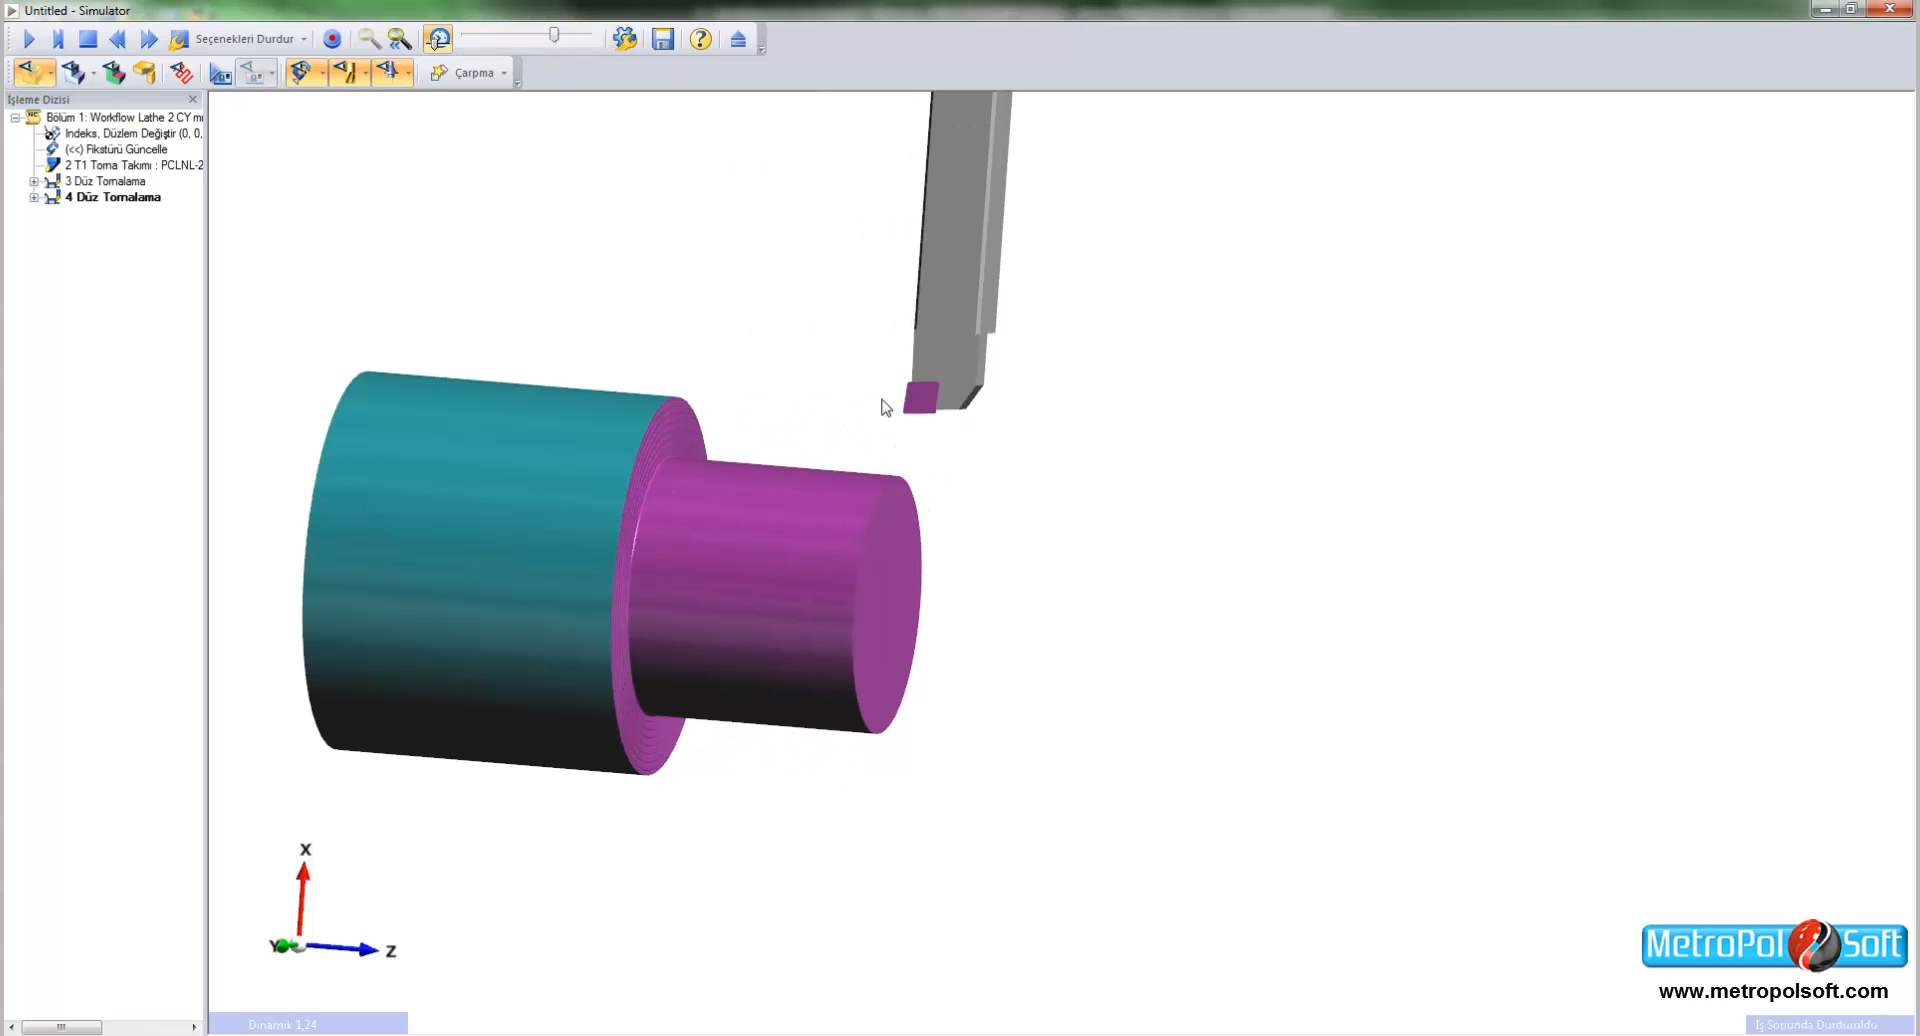 Untitled - Simulator
Seçenekleri Durdur
Çarpma
İşleme Dizisi
Bölüm 1: Workflow Lathe 2 CY mm
İndeks, Düzlem Değiştir (0, 0,
(<<) Fikstürü Güncelle
2 T1 Torna Takımı : PCLNL-2
3 Düz Tornalama
4 Düz Tornalama
X
Y
Z
MetroPol Soft
www.metropolsoft.com
Dinamik 1,24
İş Sonunda Durduruldu